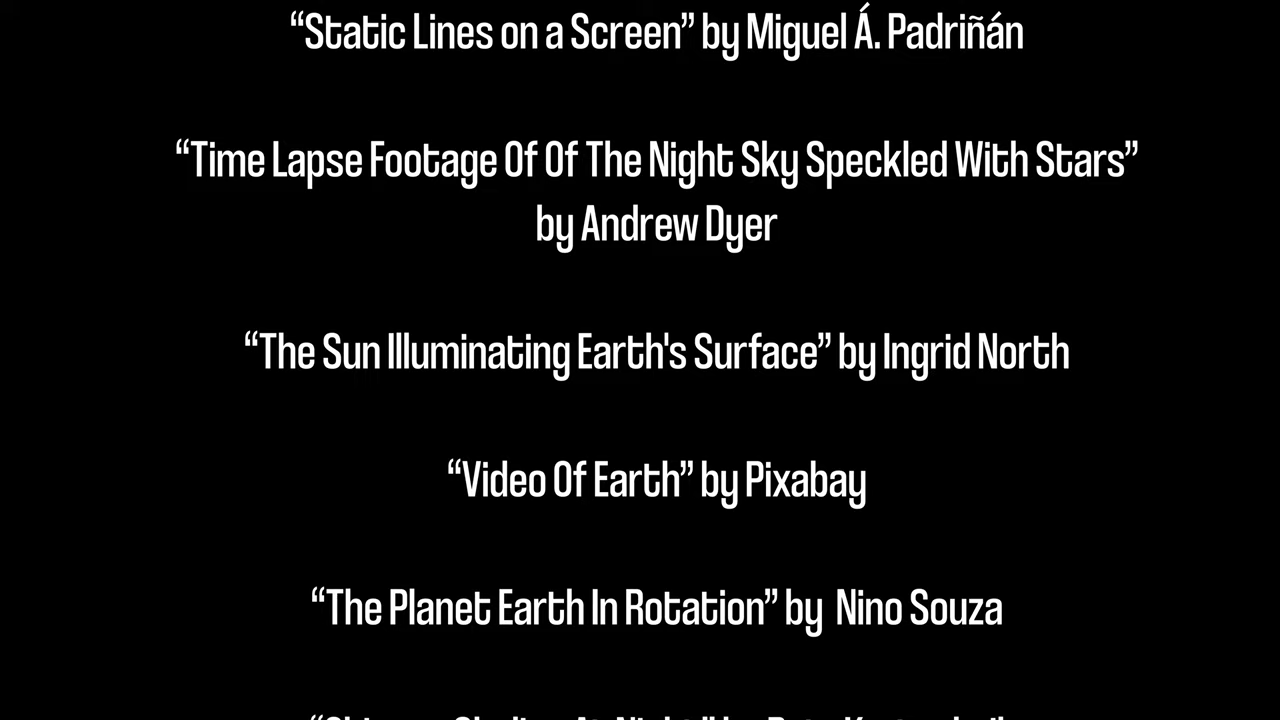 “Static Lines on a Screen” by Miguel Á. Padriñán
“Time Lapse Footage Of Of The Night Sky Speckled With Stars”
by Andrew Dyer
“The Sun Illuminating Earth's Surface” by Ingrid North
“Video Of Earth” by Pixabay
“The Planet Earth In Rotation” by  Nino Souza